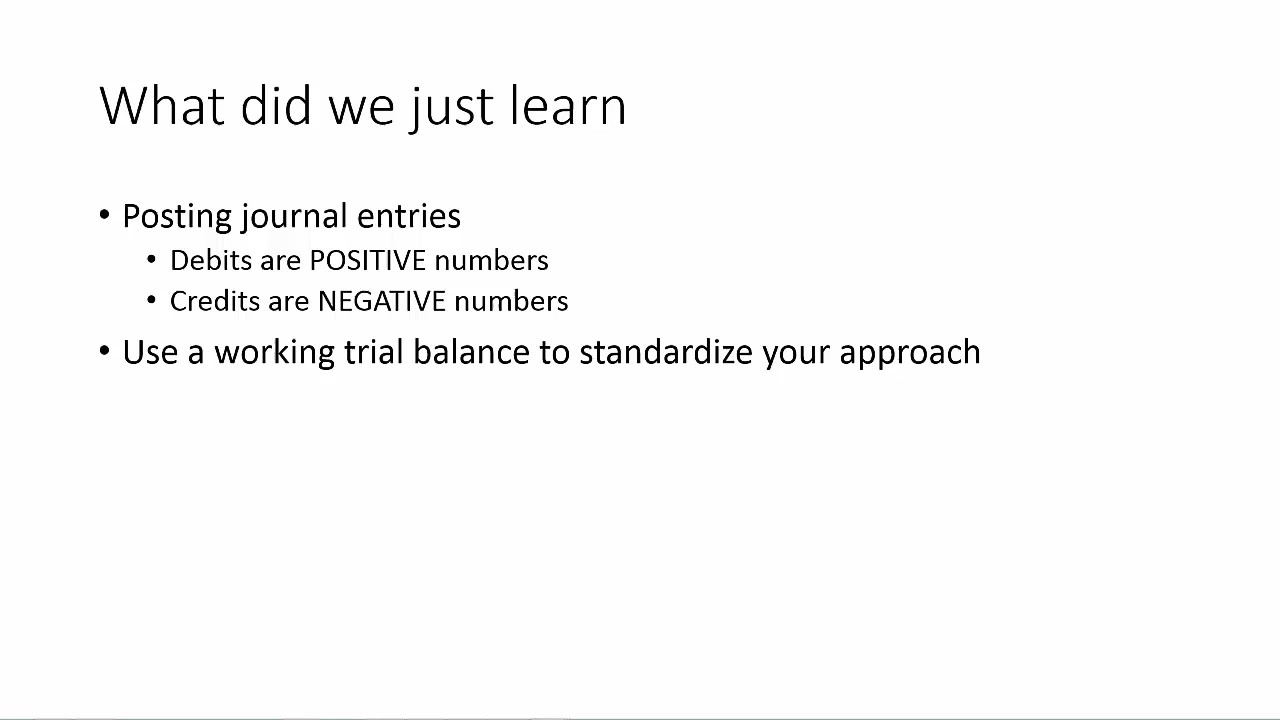 What did we just learn
• Posting journal entries
• Debits are POSITIVE numbers
• Credits are NEGATIVE numbers
• Use a working trial balance to standardize your approach